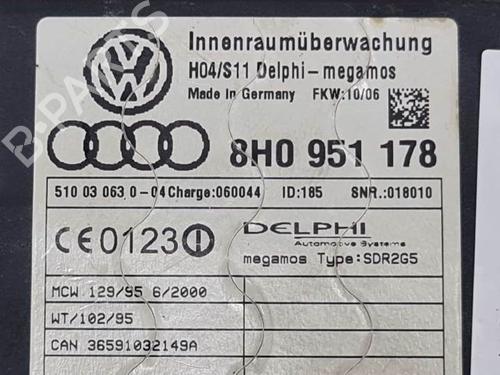 Innenraumüberwachung
H04/S11 Delphi-megamos
Made in Germany FKW:10/06
8H0 951 178
510 03 063 0-04 Charge:060044 ID:185 SNR.:018010
CE 0123
DELPHI
Automotive Systems
megamos Type:SDR2G5
MCW 129/95 6/2000
WT/102/95
CAN 36591032149A
B-PARTS